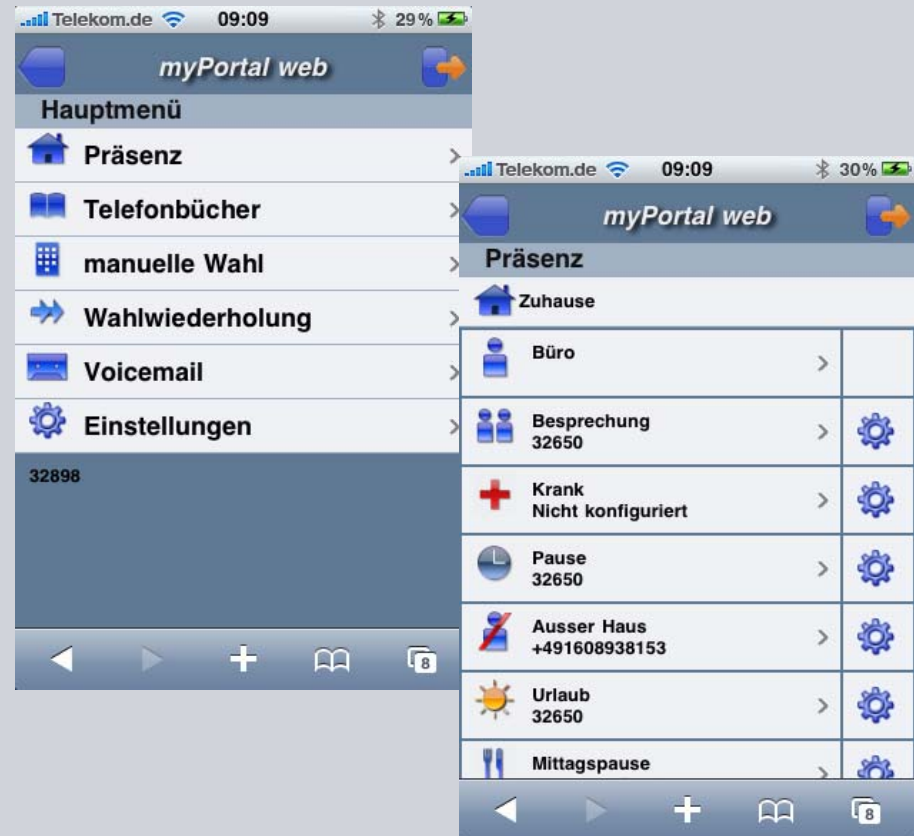 Telekom.de 09:09 29%
myPortal web
Hauptmenü
Präsenz
Telefonbücher
manuelle Wahl
Wahlwiederholung
Voicemail
Einstellungen
32898
8
Telekom.de 09:09 30%
myPortal web
Präsenz
Zuhause
Büro
Besprechung
32650
Krank
Nicht konfiguriert
Pause
32650
Ausser Haus
+491608938153
Urlaub
32650
Mittagspause
8